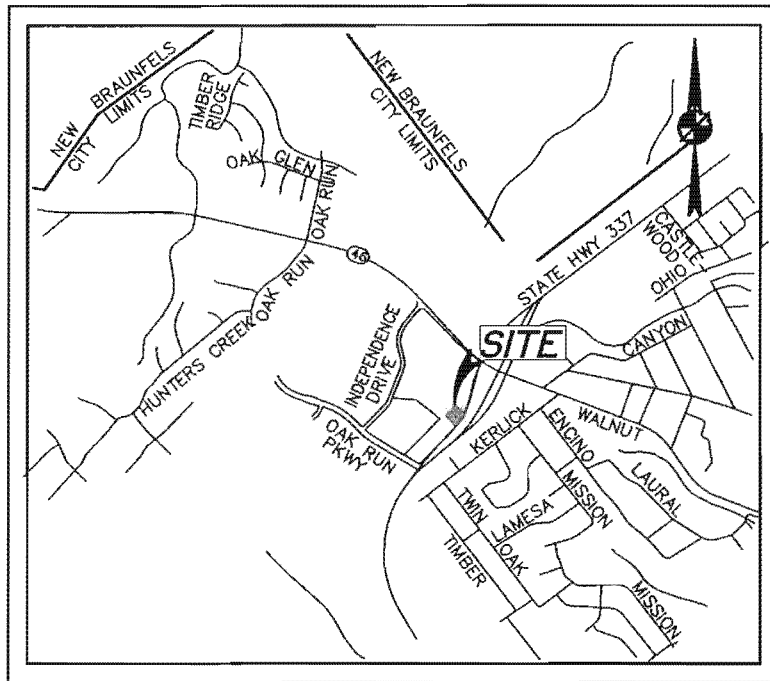 NEW BRAUNFELS
CITY LIMITS
NEW BRAUNFELS
CITY LIMITS
TIMBER
RIDGE
OAK GLEN
OAK RUN
46
OAK RUN
HUNTERS CREEK
STATE HWY 337
CASTLE-
WOOD
OHIO
SITE
CANYON
INDEPENDENCE
DRIVE
OAK RUN
PKWY
KERLICK
WALNUT
ENCINO
MISSION
LAURAL
TWIN
OAK
LAMESA
TIMBER
MISSION